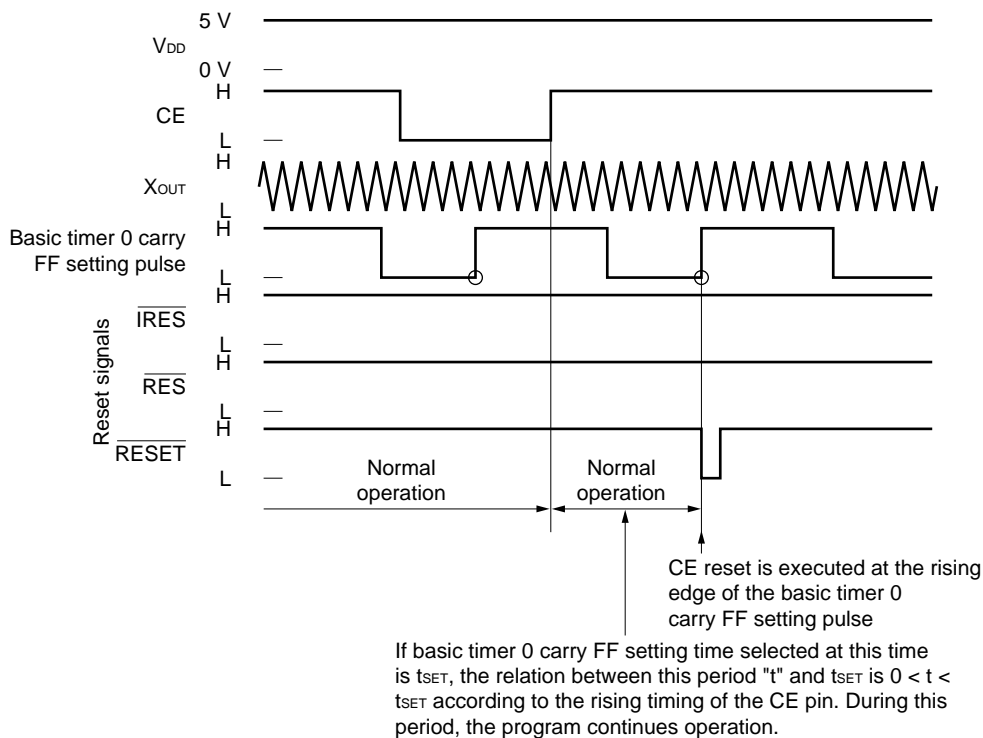 5 V
VDD
0 V
H
CE
L
H
XOUT
L
H
Basic timer 0 carry
FF setting pulse
L
H
IRES
L
H
RES
L
H
RESET
L
Reset signals
Normal
operation
Normal
operation
CE reset is executed at the rising
edge of the basic timer 0
carry FF setting pulse
If basic timer 0 carry FF setting time selected at this time
is tSET, the relation between this period "t" and tSET is 0 < t <
tSET according to the rising timing of the CE pin. During this
period, the program continues operation.